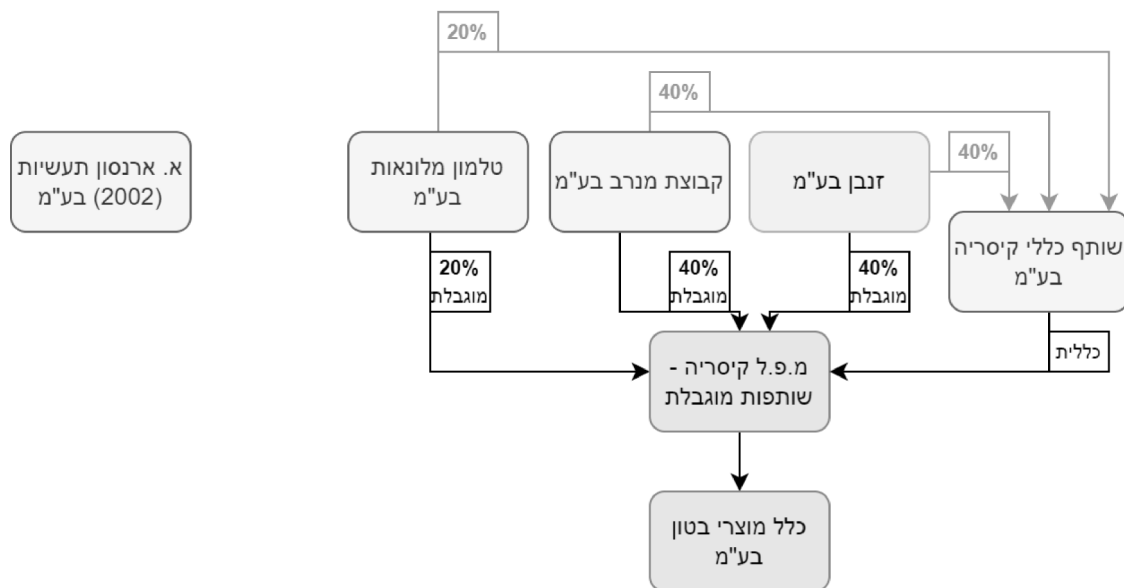 20%
40%
40%
א. ארנסון תעשיות
(2002) בע"מ
טלמון מלונאות
בע"מ
קבוצת מנרב בע"מ
זנבן בע"מ
שותף כללי קיסריה
בע"מ
20%
מוגבלת
40%
מוגבלת
40%
מוגבלת
כללית
מ.פ.ל קיסריה -
שותפות מוגבלת
כלל מוצרי בטון
בע"מ